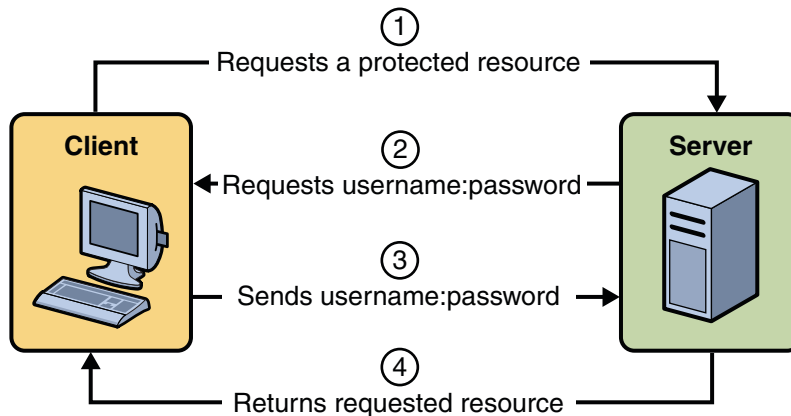 1
Requests a protected resource
Client
Server
2
Requests username:password
3
Sends username:password
4
Returns requested resource